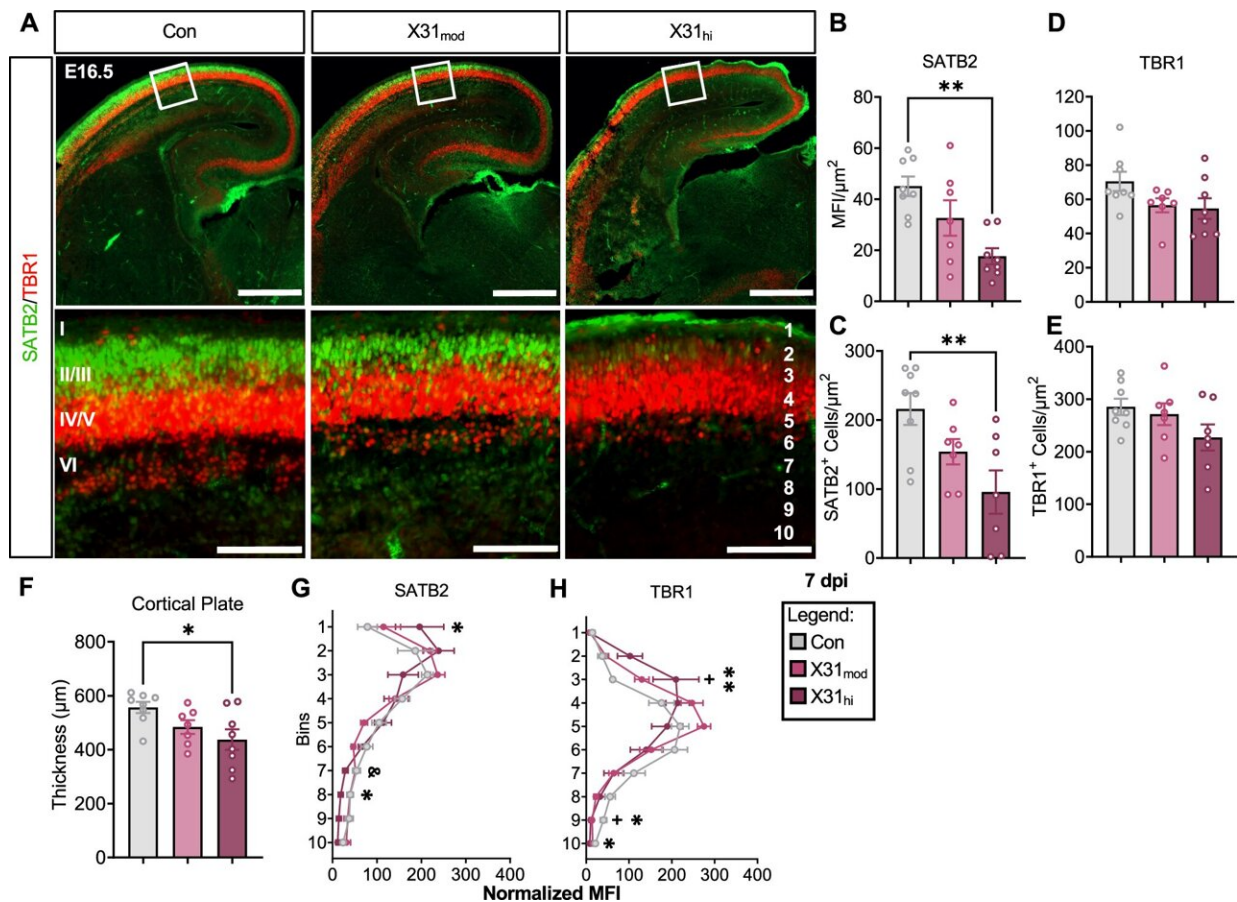 A
Con
X31mod
X31hi
SATB2/TBR1
E16.5
I
II/III
IV/V
VI
1
2
3
4
5
6
7
8
9
10
B
SATB2
**
MFI/µm²
60
40
20
0
80
D
TBR1
120
100
80
60
40
20
0
C
**
SATB2+ Cells/µm²
300
200
100
0
E
TBR1+ Cells/µm²
400
300
200
100
0
F
Cortical Plate
*
Thickness (µm)
800
600
400
200
0
G
SATB2
Bins
1
2
3
4
5
6
7
8
9
10
*
&
*
0 100 200 300 400
H
TBR1
1
2
3
4
5
6
7
8
9
10
+ **
+ *
*
0 100 200 300 400
Normalized MFI
7 dpi
Legend:
Con
X31mod
X31hi